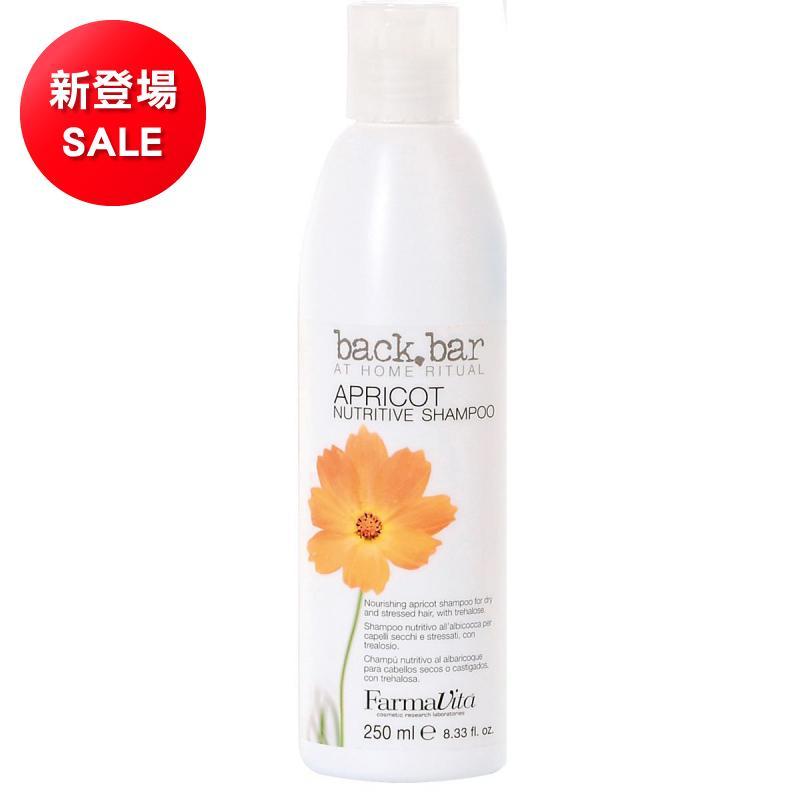 新登場
SALE
back.bar
AT HOME RITUAL
APRICOT
NUTRITIVE SHAMPOO
Nourishing apricot shampoo for dry
and stressed hair, with trehalose.
Shampoo nutritivo all'albicocca per
capelli secchi e stressati, con
trealosio.
Champú nutritivo al albaricoque
para cabellos secos o castigados,
con trehalosa.
FarmaVita
cosmetic research laboratories
250 ml ℮ 8.33 fl. oz.